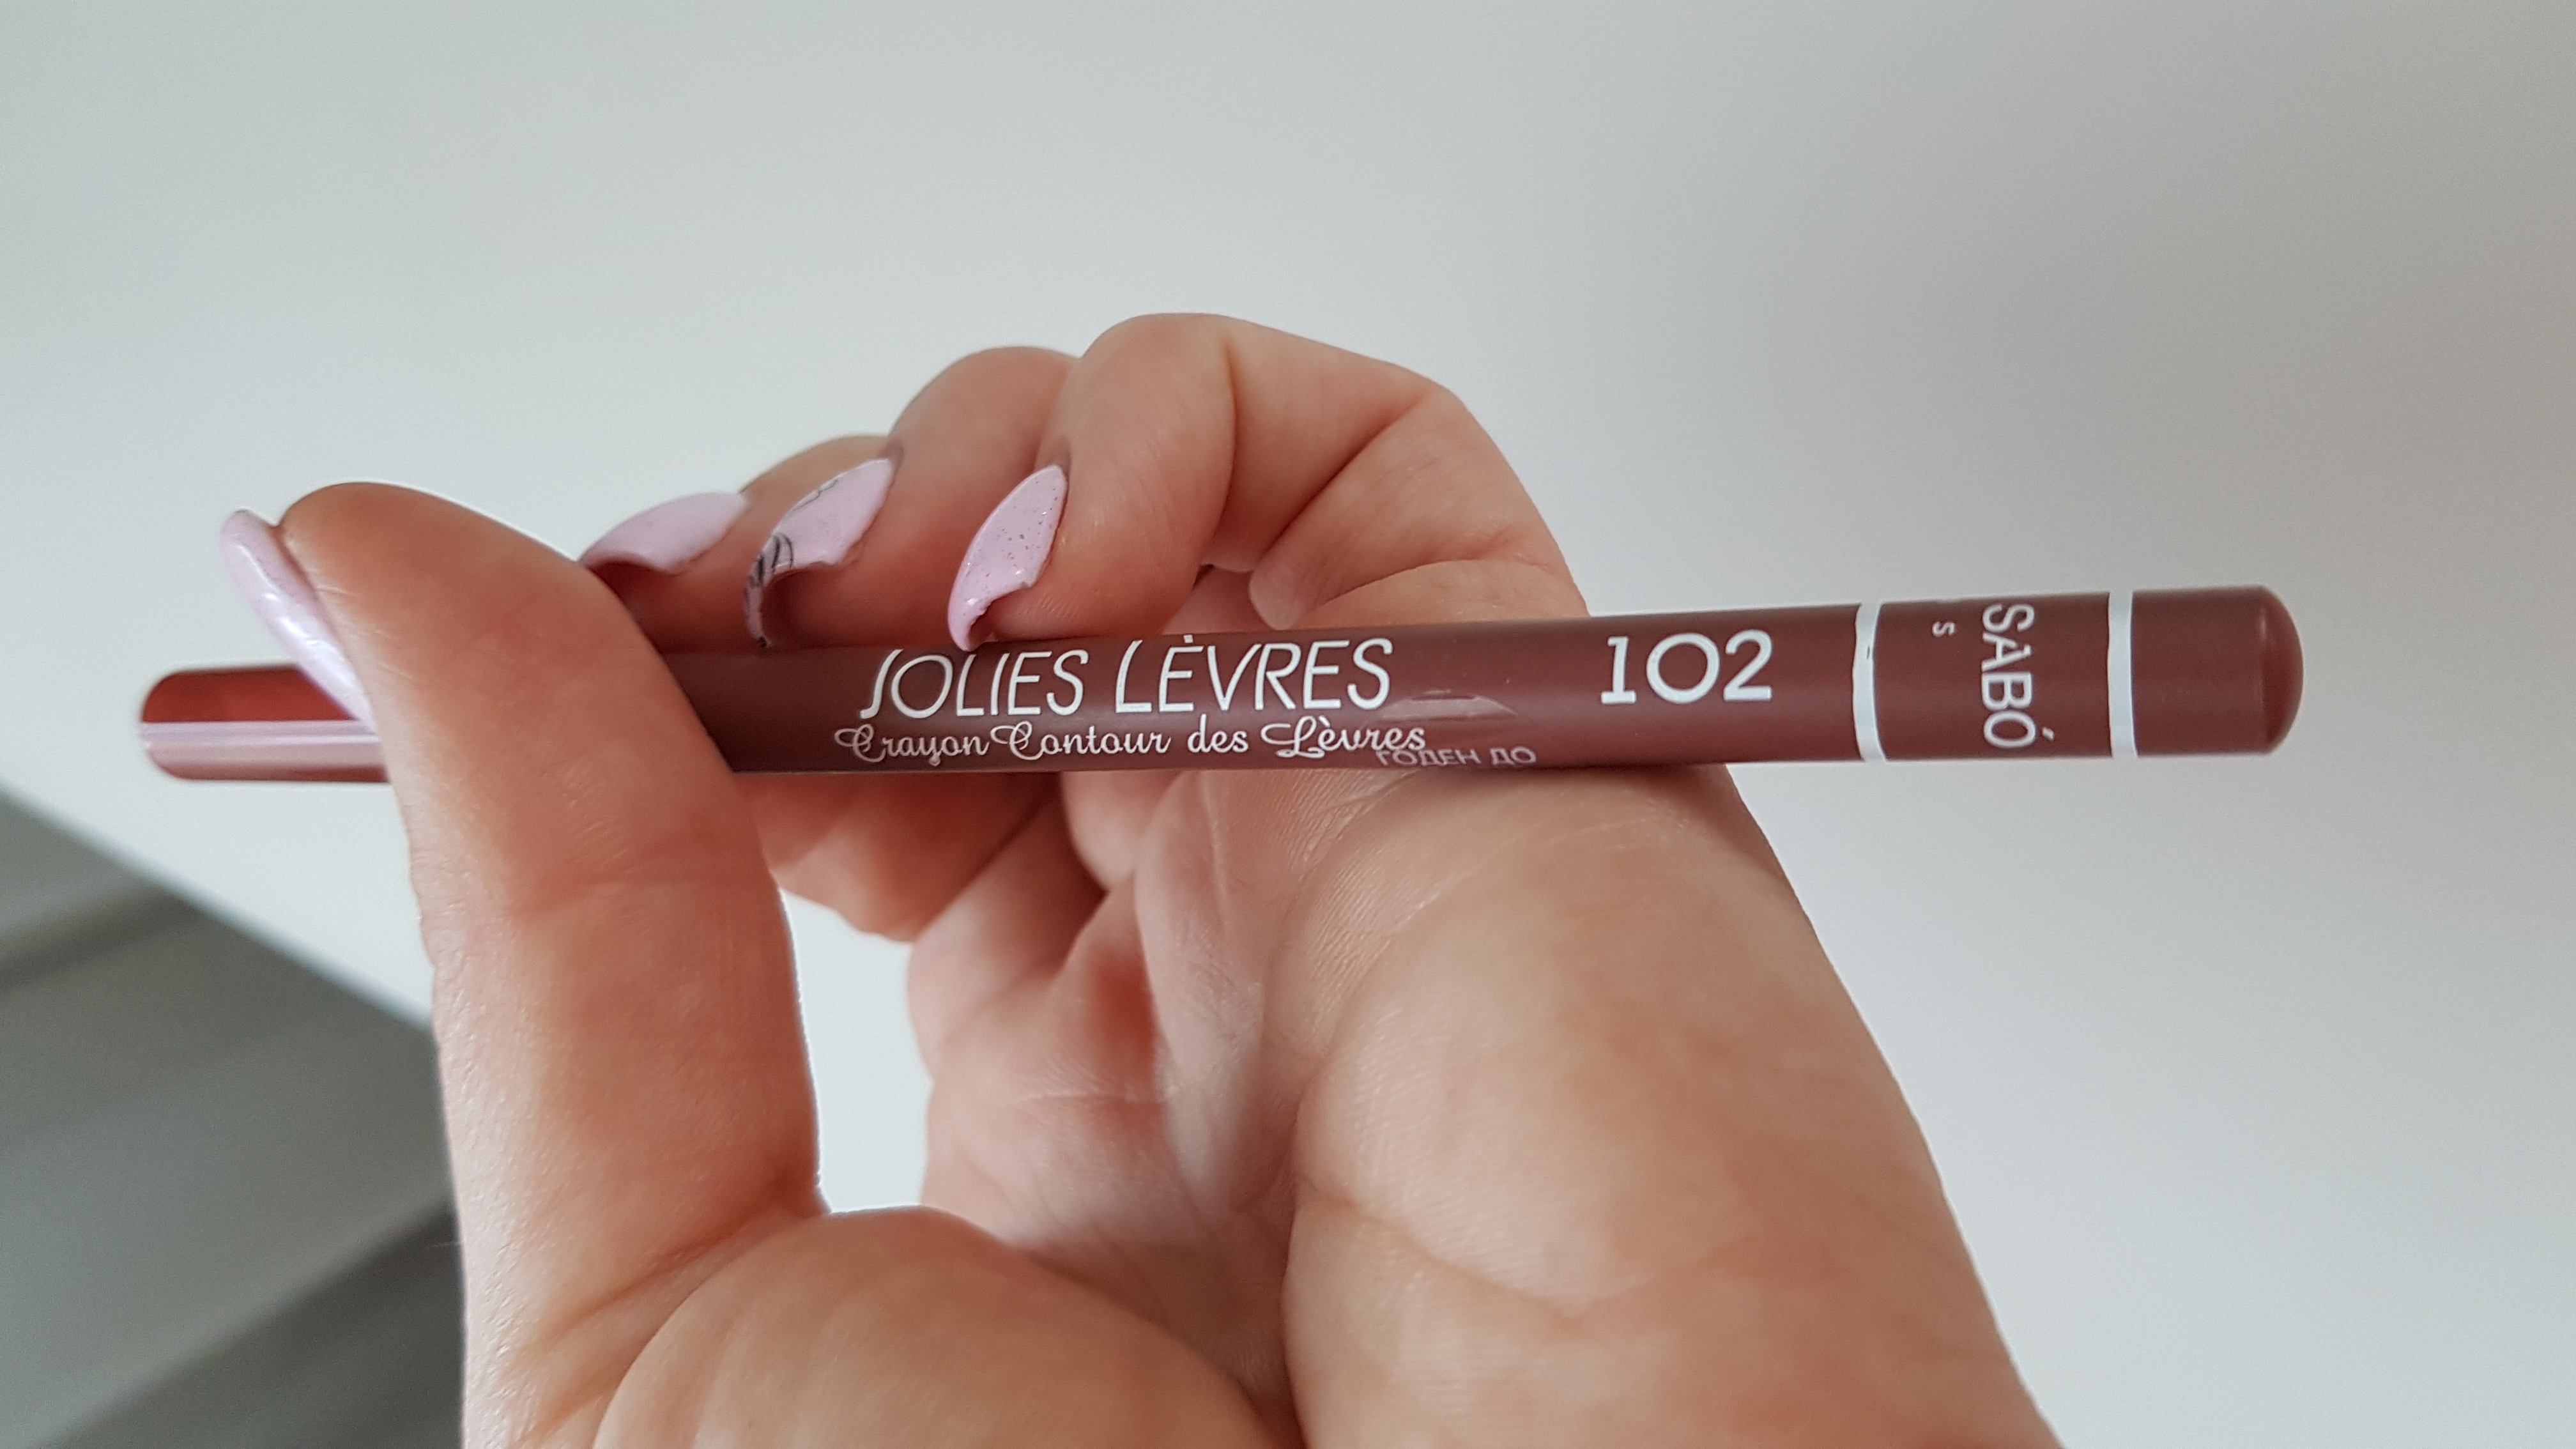 JOLIES LÈVRES
Crayon Contour des Lèvres
ГОДЕН ДО
102
SABÓ
S